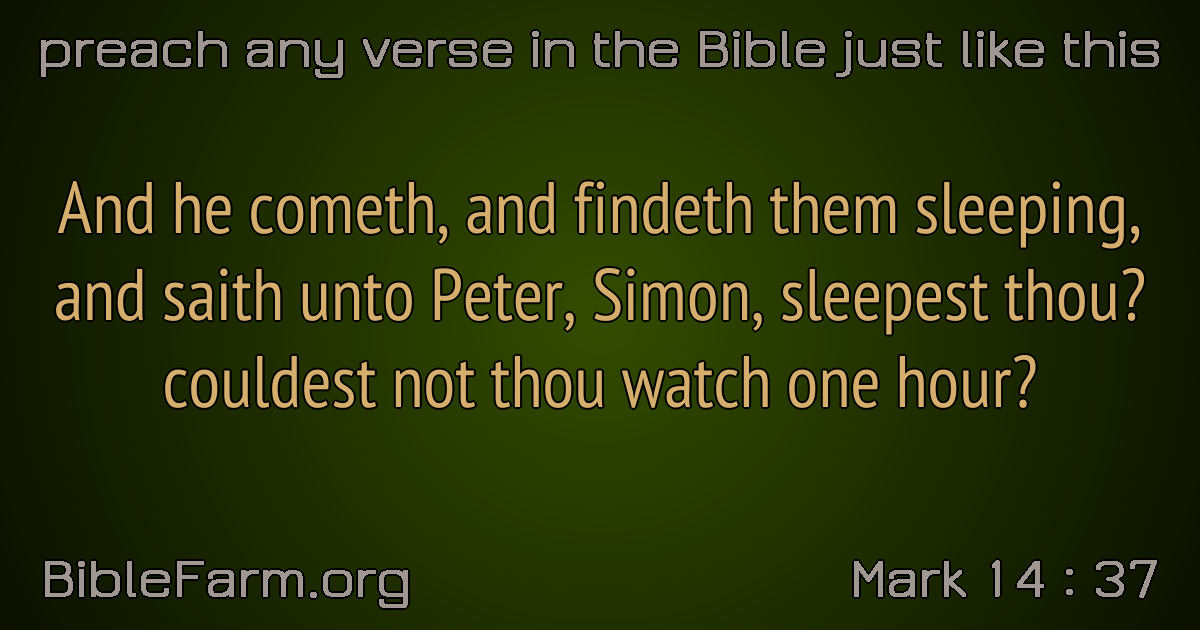 preach any verse in the Bible just like this
And he cometh, and findeth them sleeping,
and saith unto Peter, Simon, sleepest thou?
couldest not thou watch one hour?
BibleFarm.org
Mark 14 : 37